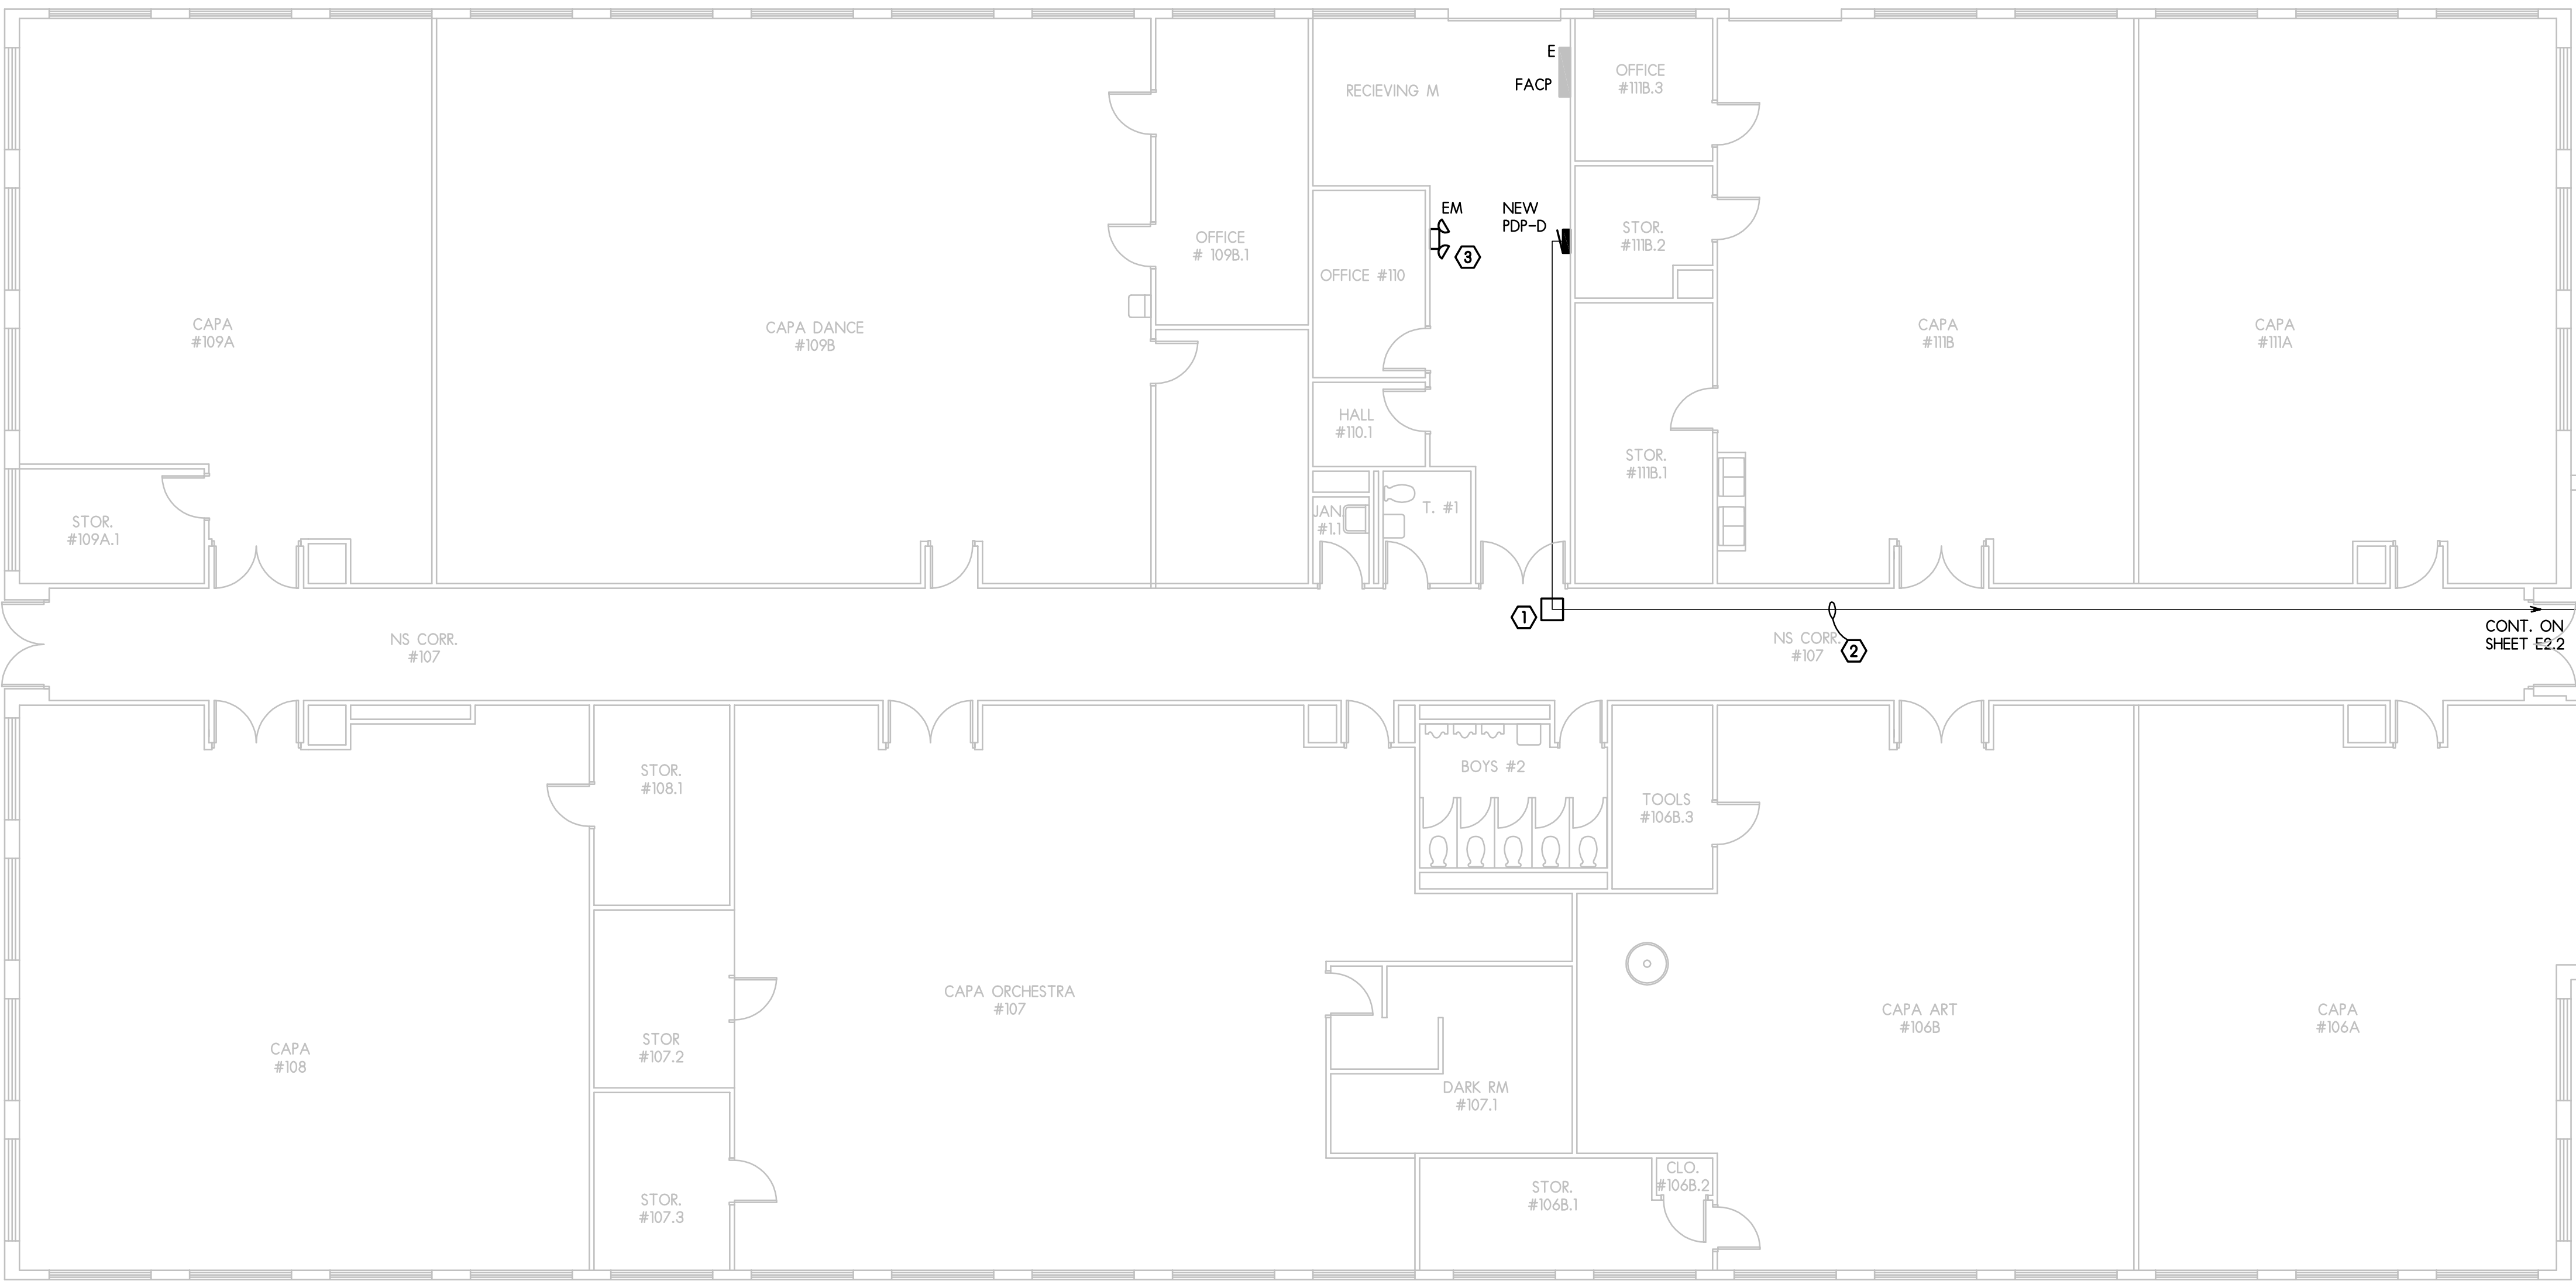 E
FACP
RECIEVING M
OFFICE
#111B.3
EM
NEW
PDP-D
3
OFFICE
# 109B.1
STOR.
#111B.2
OFFICE #110
CAPA
#109A
CAPA DANCE
#109B
CAPA
#111B
CAPA
#111A
HALL
#110.1
STOR.
#111B.1
STOR.
#109A.1
JAN
#1.1
T. #1
1
NS CORR.
#107
NS CORR.
#107
2
CONT. ON
SHEET E2.2
STOR.
#108.1
BOYS #2
TOOLS
#106B.3
CAPA ORCHESTRA
#107
CAPA ART
#106B
CAPA
#106A
CAPA
#108
STOR
#107.2
DARK RM
#107.1
STOR.
#107.3
STOR.
#106B.1
CLO.
#106B.2